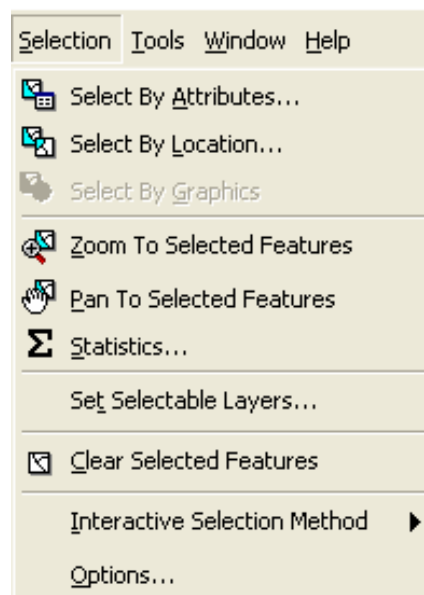 Selection Tools Window Help
Select By Attributes...
Select By Location...
Select By Graphics
Zoom To Selected Features
Pan To Selected Features
Σ Statistics...
Set Selectable Layers...
Clear Selected Features
Interactive Selection Method
Options...